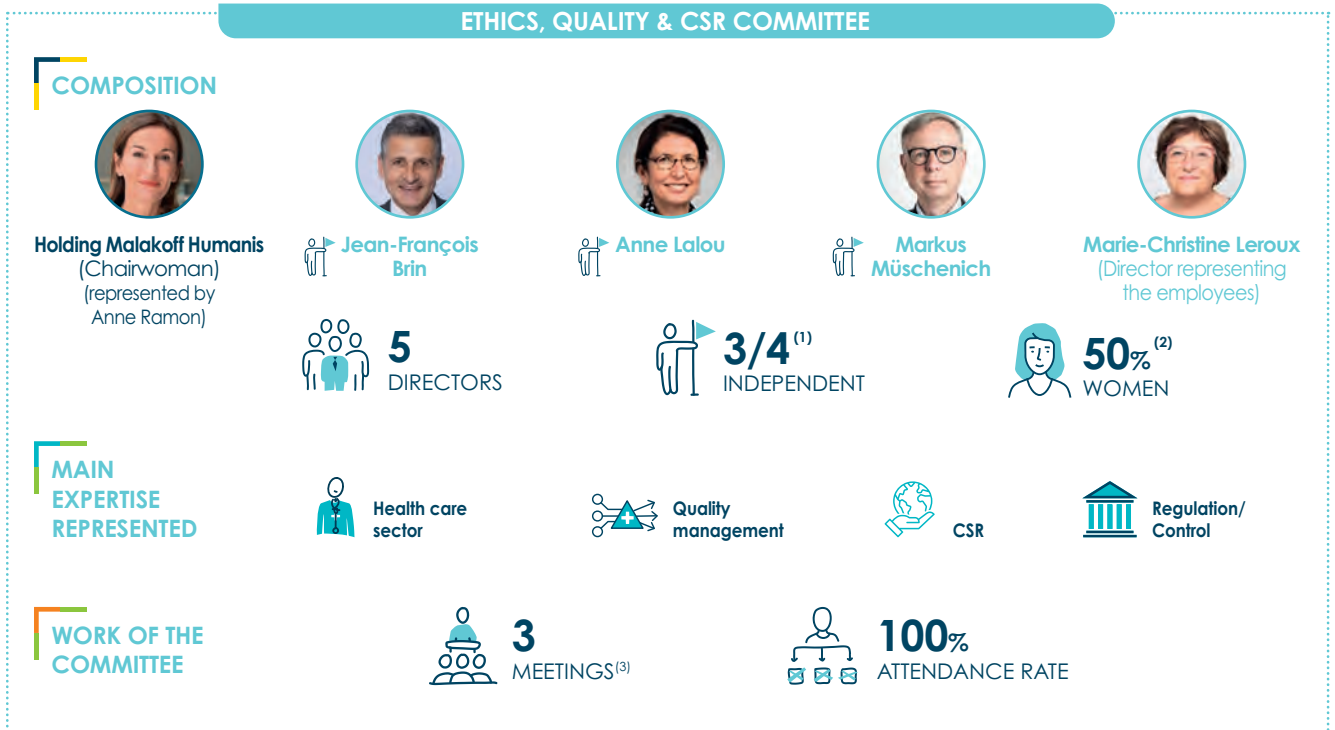 ETHICS, QUALITY & CSR COMMITTEE
COMPOSITION
Holding Malakoff Humanis
(Chairwoman)
(represented by
Anne Ramon)
Jean-François
Brin
Anne Lalou
Markus
Müschenich
Marie-Christine Leroux
(Director representing
the employees)
5
DIRECTORS
3/4(1)
INDEPENDENT
50%(2)
WOMEN
MAIN
EXPERTISE
REPRESENTED
Health care
sector
Quality
management
CSR
Regulation/
Control
WORK OF THE
COMMITTEE
3
MEETINGS(3)
100%
ATTENDANCE RATE